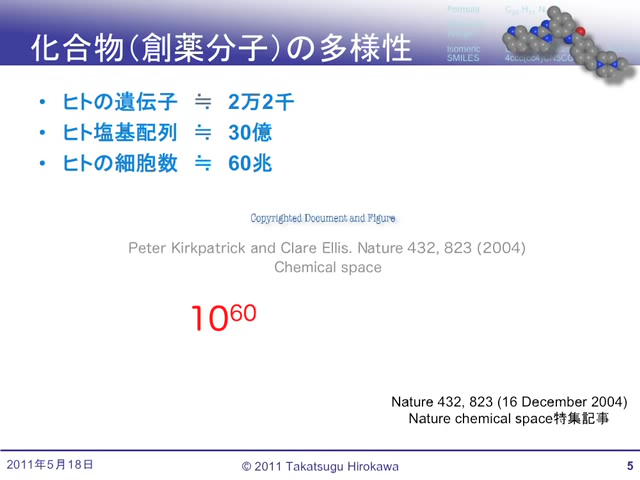 Formula C H N
Isomeric
SMILES
化合物（創薬分子）の多様性
• ヒトの遺伝子 ≒ 2万2千
• ヒト塩基配列 ≒ 30億
• ヒトの細胞数 ≒ 60兆
Copyrighted Document and Figure
Peter Kirkpatrick and Clare Ellis. Nature 432, 823 (2004)
Chemical space
10⁶⁰
Nature 432, 823 (16 December 2004)
Nature chemical space特集記事
2011年5月18日
© 2011 Takatsugu Hirokawa
5